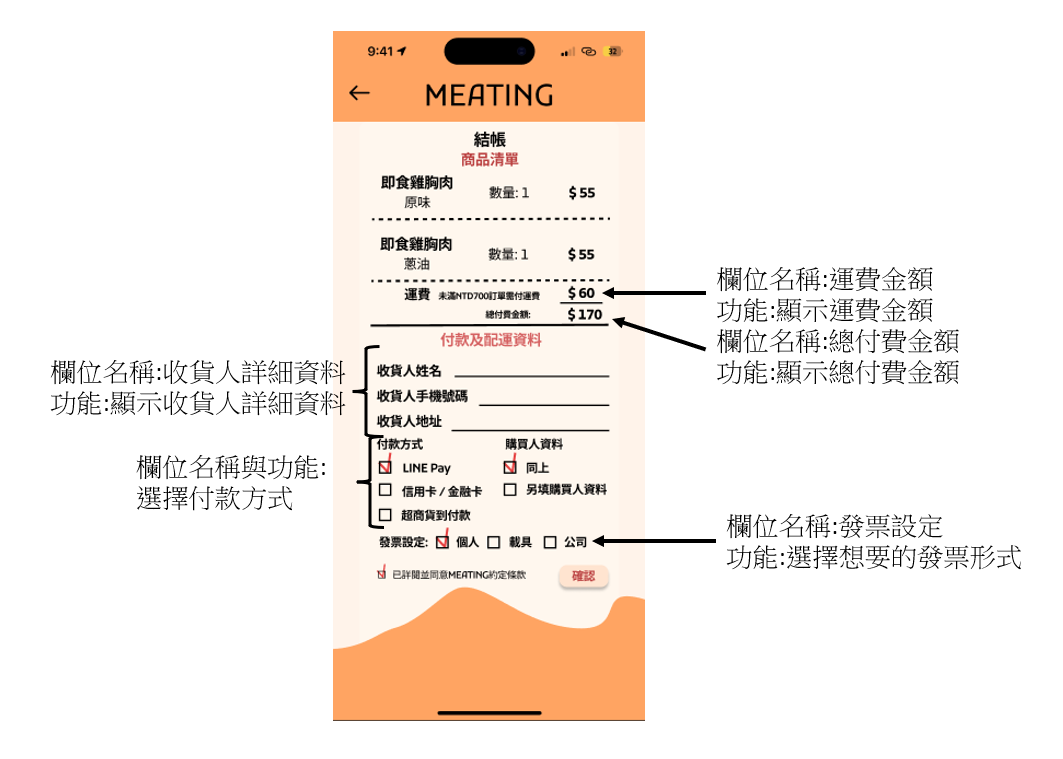 9:41
32
MEATING
結帳
商品清單
即食雞胸肉 數量: 1 $ 55
原味
即食雞胸肉 數量: 1 $ 55
蔥油
運費 未滿NTD700訂單需付運費 $ 60
總付費金額: $ 170
付款及配運資料
收貨人姓名
收貨人手機號碼
收貨人地址
付款方式 購買人資料
LINE Pay 同上
信用卡 / 金融卡 另填購買人資料
超商貨到付款
發票設定: 個人 載具 公司
已詳閱並同意MEATING約定條款 確認
欄位名稱:運費金額
功能:顯示運費金額
欄位名稱:總付費金額
功能:顯示總付費金額
欄位名稱:收貨人詳細資料
功能:顯示收貨人詳細資料
欄位名稱與功能:
選擇付款方式
欄位名稱:發票設定
功能:選擇想要的發票形式